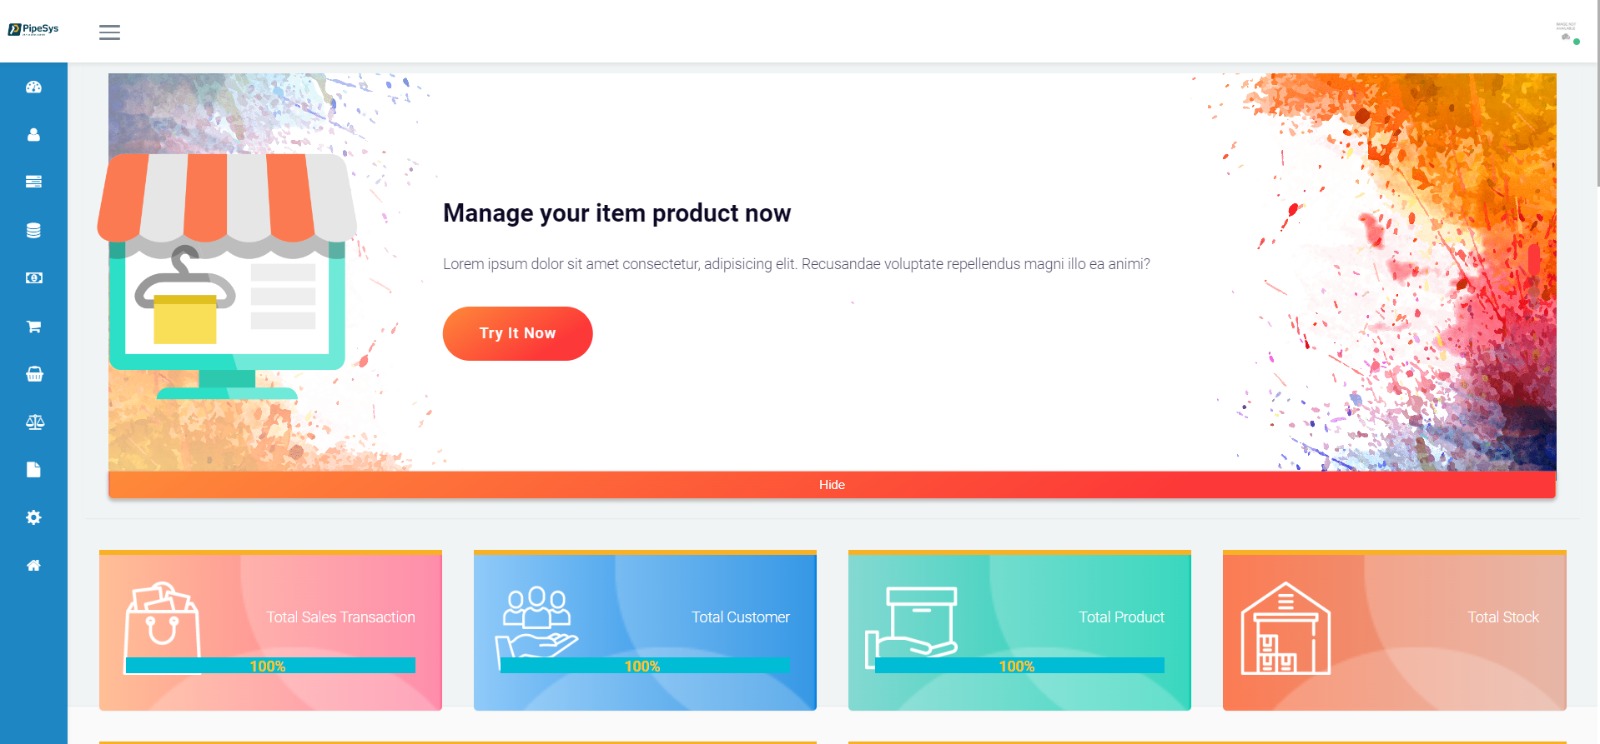 PipeSys
Manage your item product now
Lorem ipsum dolor sit amet consectetur, adipisicing elit. Recusandae voluptate repellendus magni illo ea animi?
Try It Now
Hide
Total Sales Transaction
100%
Total Customer
100%
Total Product
100%
Total Stock